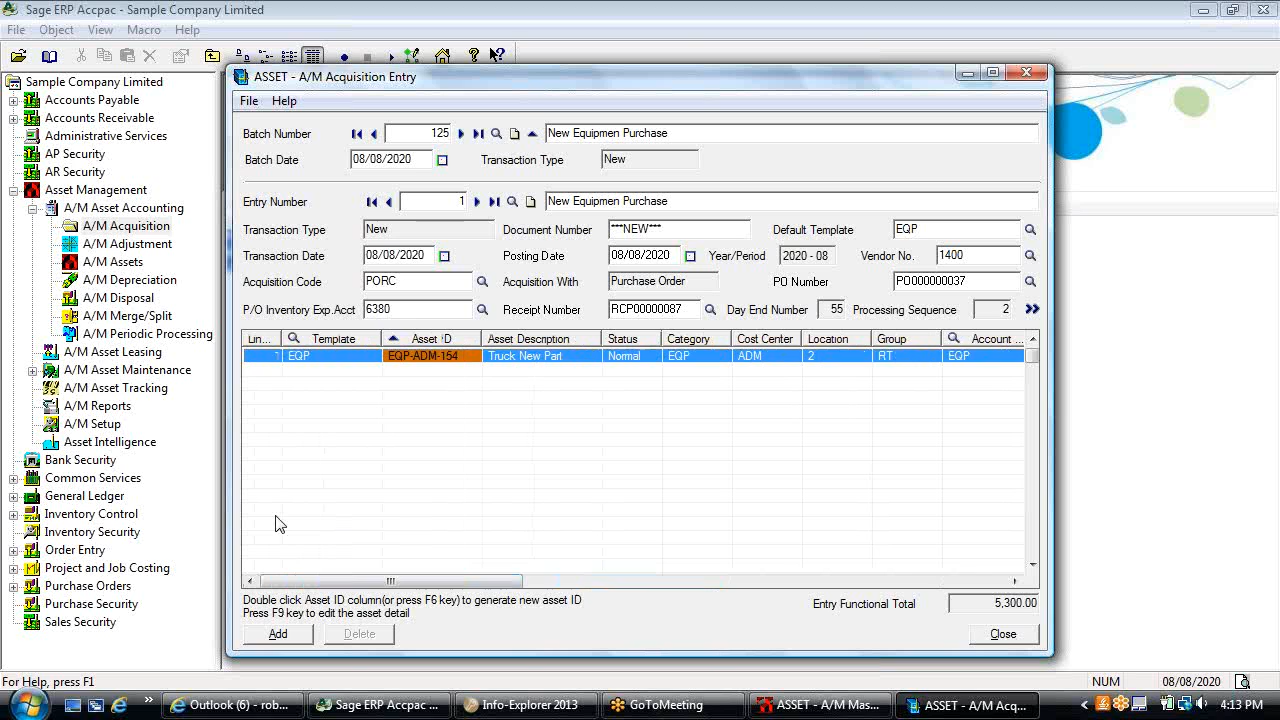 Sage ERP Accpac - Sample Company Limited
File Object View Macro Help
Sample Company Limited
Accounts Payable
Accounts Receivable
Administrative Services
AP Security
AR Security
Asset Management
A/M Asset Accounting
A/M Acquisition
A/M Adjustment
A/M Assets
A/M Depreciation
A/M Disposal
A/M Merge/Split
A/M Periodic Processing
A/M Asset Leasing
A/M Asset Maintenance
A/M Asset Tracking
A/M Reports
A/M Setup
Asset Intelligence
Bank Security
Common Services
General Ledger
Inventory Control
Inventory Security
Order Entry
Project and Job Costing
Purchase Orders
Purchase Security
Sales Security
ASSET - A/M Acquisition Entry
File Help
Batch Number 125 New Equipmen Purchase
Batch Date 08/08/2020 Transaction Type New
Entry Number 1 New Equipmen Purchase
Transaction Type New Document Number ***NEW*** Default Template EQP
Transaction Date 08/08/2020 Posting Date 08/08/2020 Year/Period 2020 - 08 Vendor No. 1400
Acquisition Code PORC Acquisition With Purchase Order PO Number PO000000037
P/O Inventory Exp.Acct 6380 Receipt Number RCP00000087 Day End Number 55 Processing Sequence 2
Lin... Template Asset ID Asset Description Status Category Cost Center Location Group Account ...
1 EQP EQP-ADM-154 Truck New Part Normal EQP ADM 2 RT EQP
Double click Asset ID column(or press F6 key) to generate new asset ID
Press F9 key to edit the asset detail
Entry Functional Total 5,300.00
Add Delete Close
For Help, press F1 NUM 08/08/2020
Outlook (6) - rob... Sage ERP Accpac ... Info-Explorer 2013 GoToMeeting ASSET - A/M Mas... ASSET - A/M Acq... 4:13 PM